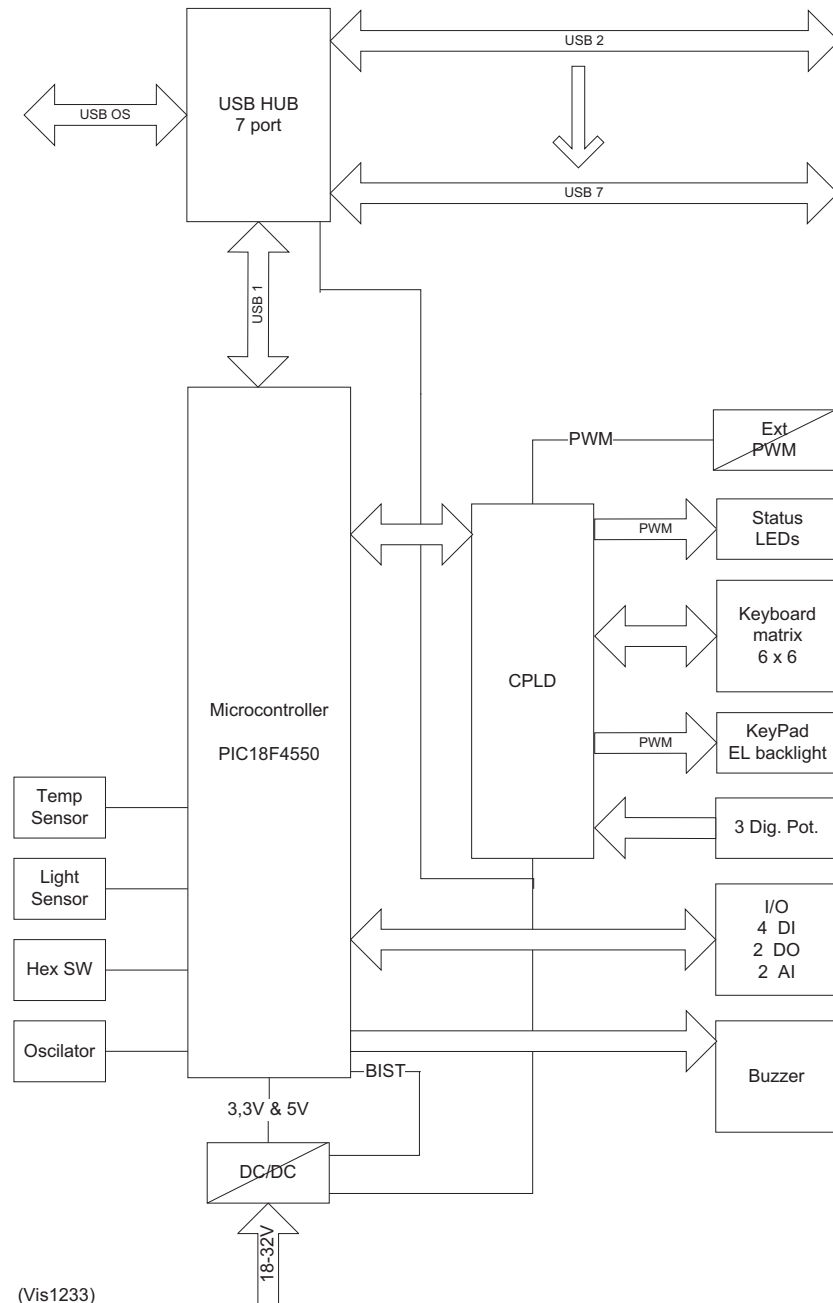 USB 2
USB HUB
7 port
USB OS
USB 7
USB 1
Ext
PWM
PWM
Status
LEDs
PWM
Keyboard
matrix
6 x 6
CPLD
Microcontroller
PIC18F4550
KeyPad
EL backlight
PWM
Temp
Sensor
3 Dig. Pot.
Light
Sensor
I/O
4 DI
2 DO
2 AI
Hex SW
Oscilator
BIST
Buzzer
3,3V & 5V
DC/DC
18-32V
(Vis1233)